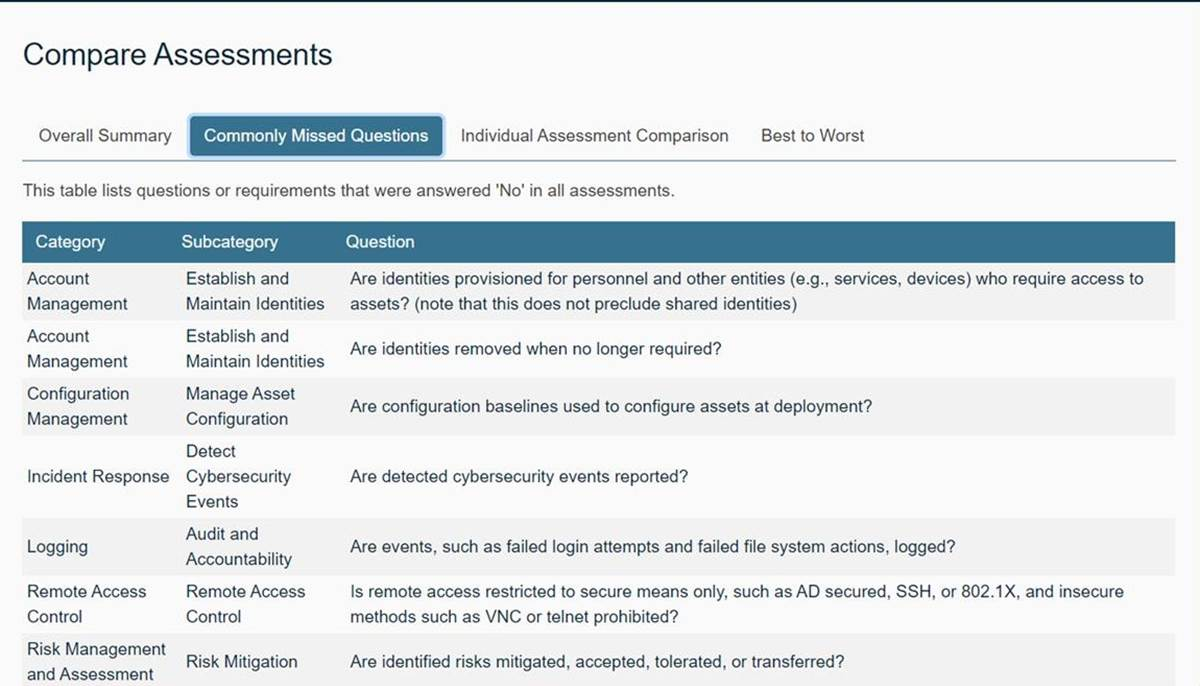 Compare Assessments
Overall Summary Commonly Missed Questions Individual Assessment Comparison Best to Worst
This table lists questions or requirements that were answered 'No' in all assessments.
Category Subcategory Question
Account Management Establish and Maintain Identities Are identities provisioned for personnel and other entities (e.g., services, devices) who require access to assets? (note that this does not preclude shared identities)
Account Management Establish and Maintain Identities Are identities removed when no longer required?
Configuration Management Manage Asset Configuration Are configuration baselines used to configure assets at deployment?
Incident Response Detect Cybersecurity Events Are detected cybersecurity events reported?
Logging Audit and Accountability Are events, such as failed login attempts and failed file system actions, logged?
Remote Access Control Remote Access Control Is remote access restricted to secure means only, such as AD secured, SSH, or 802.1X, and insecure methods such as VNC or telnet prohibited?
Risk Management and Assessment Risk Mitigation Are identified risks mitigated, accepted, tolerated, or transferred?